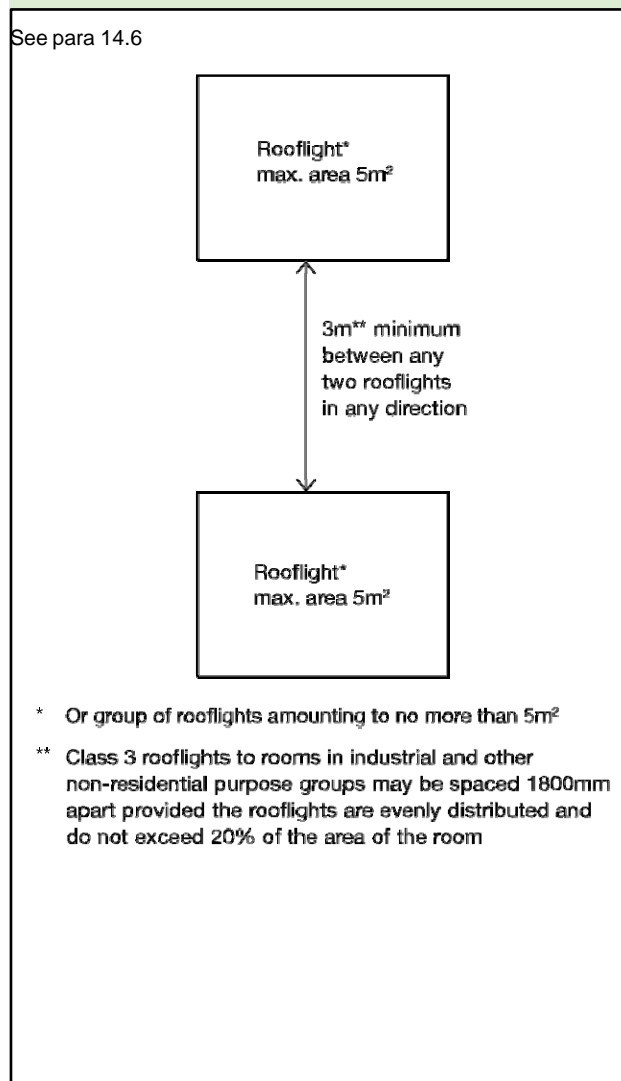 See para 14.6
Rooflight*
max. area 5m²
3m** minimum
between any
two rooflights
in any direction
Rooflight*
max. area 5m²
* Or group of rooflights amounting to no more than 5m²
** Class 3 rooflights to rooms in industrial and other
non-residential purpose groups may be spaced 1800mm
apart provided the rooflights are evenly distributed and
do not exceed 20% of the area of the room